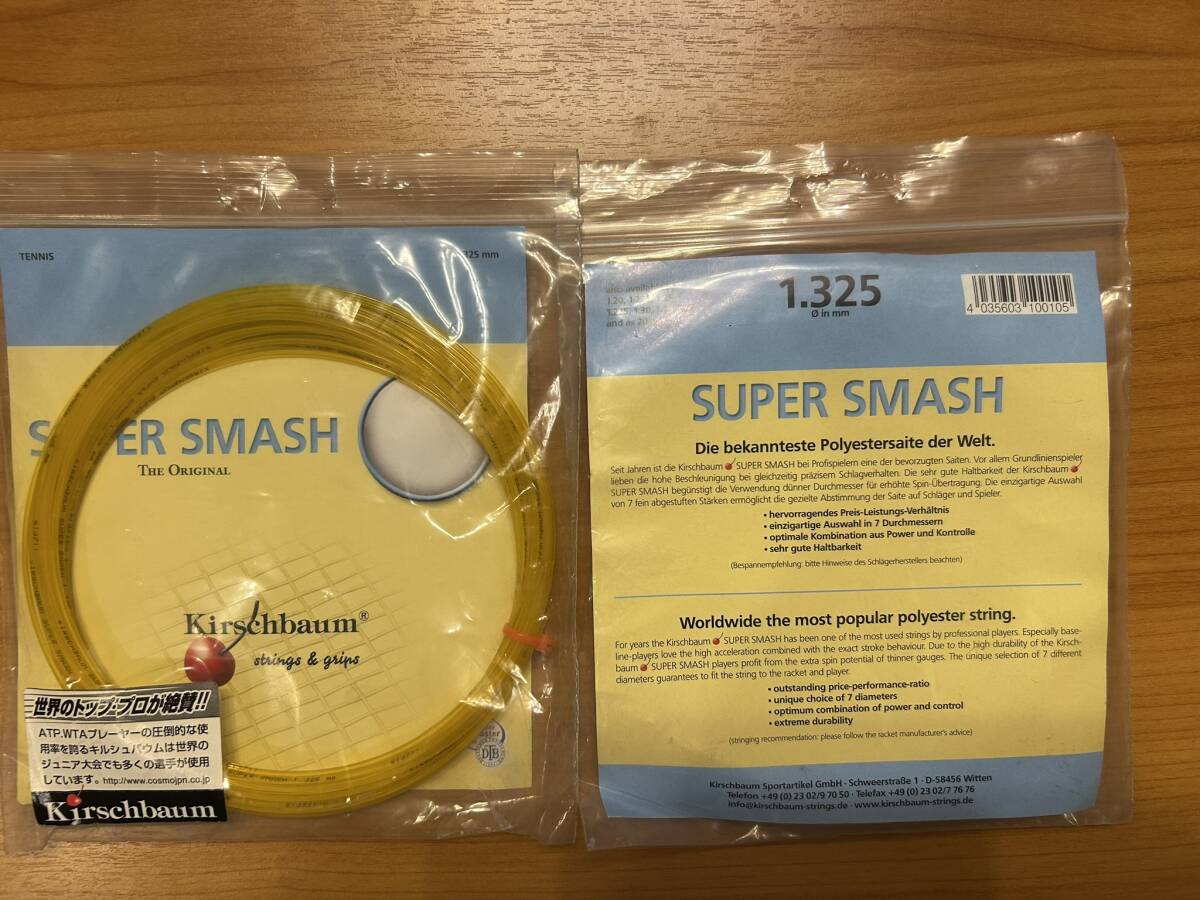 TENNIS
325 mm
SUPER SMASH
THE ORIGINAL
Kirschbaum®
strings & grips
世界のトップ・プロが絶賛!!
ATP.WTAプレーヤーの圧倒的な使
用率を誇るキルシュバウムは世界の
ジュニア大会でも多くの選手が使用
しています。http://www.cosmojpn.co.jp
Kirschbaum
DTB
also available
1.20,
and as 20
1.325
Ø in mm
4 035603 100105
SUPER SMASH
Die bekannteste Polyestersaite der Welt.
Seit Jahren ist die Kirschbaum SUPER SMASH bei Profispielern eine der bevorzugten Saiten. Vor allem Grundlinienspieler
lieben die hohe Beschleunigung bei gleichzeitig präzisem Schlagverhalten. Die sehr gute Haltbarkeit der Kirschbaum
SUPER SMASH begünstigt die Verwendung dünner Durchmesser für erhöhte Spin-Übertragung. Die einzigartige Auswahl
von 7 fein abgestuften Stärken ermöglicht die gezielte Abstimmung der Saite auf Schläger und Spieler.
• hervorragendes Preis-Leistungs-Verhältnis
• einzigartige Auswahl in 7 Durchmessern
• optimale Kombination aus Power und Kontrolle
• sehr gute Haltbarkeit
(Bespannempfehlung: bitte Hinweise des Schlägerherstellers beachten)
Worldwide the most popular polyester string.
For years the Kirschbaum SUPER SMASH has been one of the most used strings by professional players. Especially base-
line-players love the high acceleration combined with the exact stroke behaviour. Due to the high durability of the Kirsch-
baum SUPER SMASH players profit from the extra spin potential of thinner gauges. The unique selection of 7 different
diameters guarantees to fit the string to the racket and player.
• outstanding price-performance-ratio
• unique choice of 7 diameters
• optimum combination of power and control
• extreme durability
(stringing recommendation: please follow the racket manufacturer's advice)
Kirschbaum Sportartikel GmbH · Schweerstraße 1 · D-58456 Witten
Telefon +49 (0) 23 02/9 70 50 · Telefax +49 (0) 23 02/7 76 76
info@kirschbaum-strings.de · www.kirschbaum-strings.de